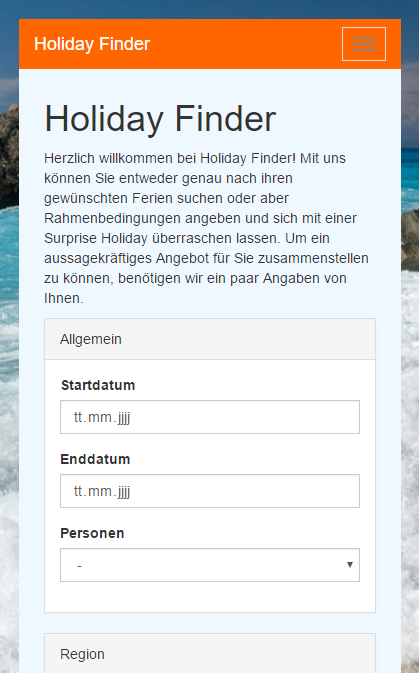 Holiday Finder
Holiday Finder
Herzlich willkommen bei Holiday Finder! Mit uns
können Sie entweder genau nach ihren
gewünschten Ferien suchen oder aber
Rahmenbedingungen angeben und sich mit einer
Surprise Holiday überraschen lassen. Um ein
aussagekräftiges Angebot für Sie zusammenstellen
zu können, benötigen wir ein paar Angaben von
Ihnen.
Allgemein
Startdatum
tt.mm.jjjj
Enddatum
tt.mm.jjjj
Personen
-
Region